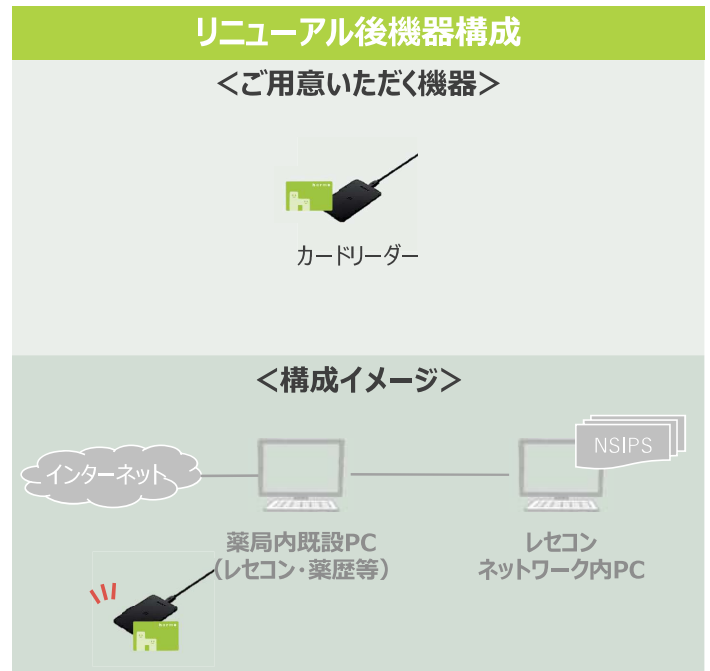 リニューアル後機器構成
＜ご用意いただく機器＞
カードリーダー
＜構成イメージ＞
インターネット
NSIPS
薬局内既設PC
（レセコン・薬歴等）
レセコン
ネットワーク内PC